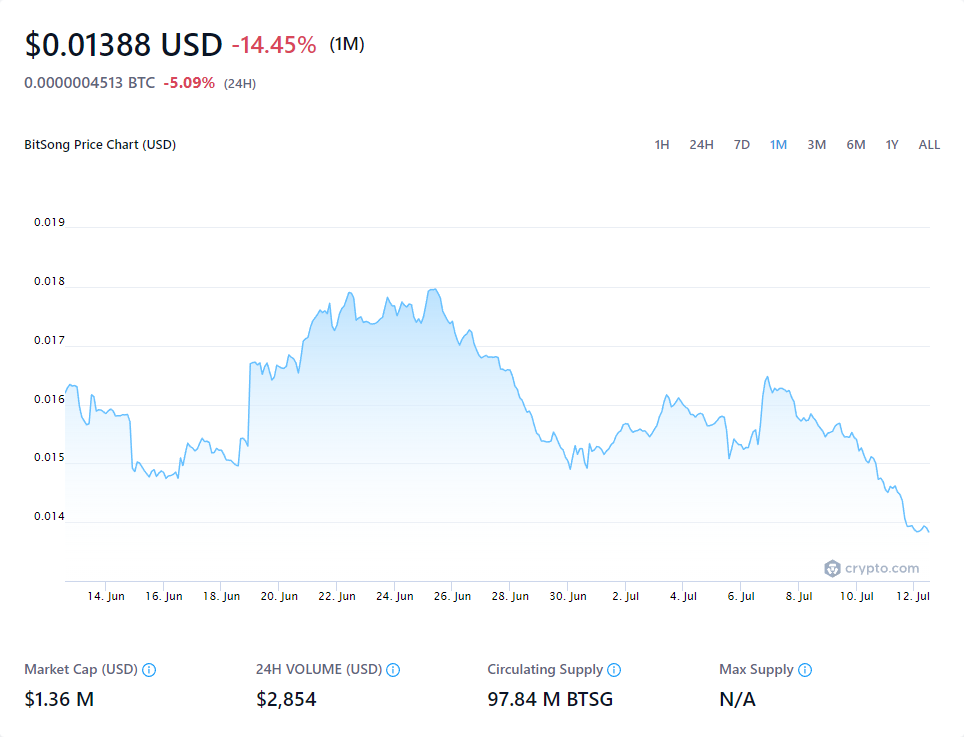 $0.01388 USD -14.45% (1M)
0.0000004513 BTC -5.09% (24H)
BitSong Price Chart (USD) 1H 24H 7D 1M 3M 6M 1Y ALL
0.019
0.018
0.017
0.016
0.015
0.014
crypto.com
14. Jun 16. Jun 18. Jun 20. Jun 22. Jun 24. Jun 26. Jun 28. Jun 30. Jun 2. Jul 4. Jul 6. Jul 8. Jul 10. Jul 12. Jul
Market Cap (USD) 24H VOLUME (USD) Circulating Supply Max Supply
$1.36 M $2,854 97.84 M BTSG N/A